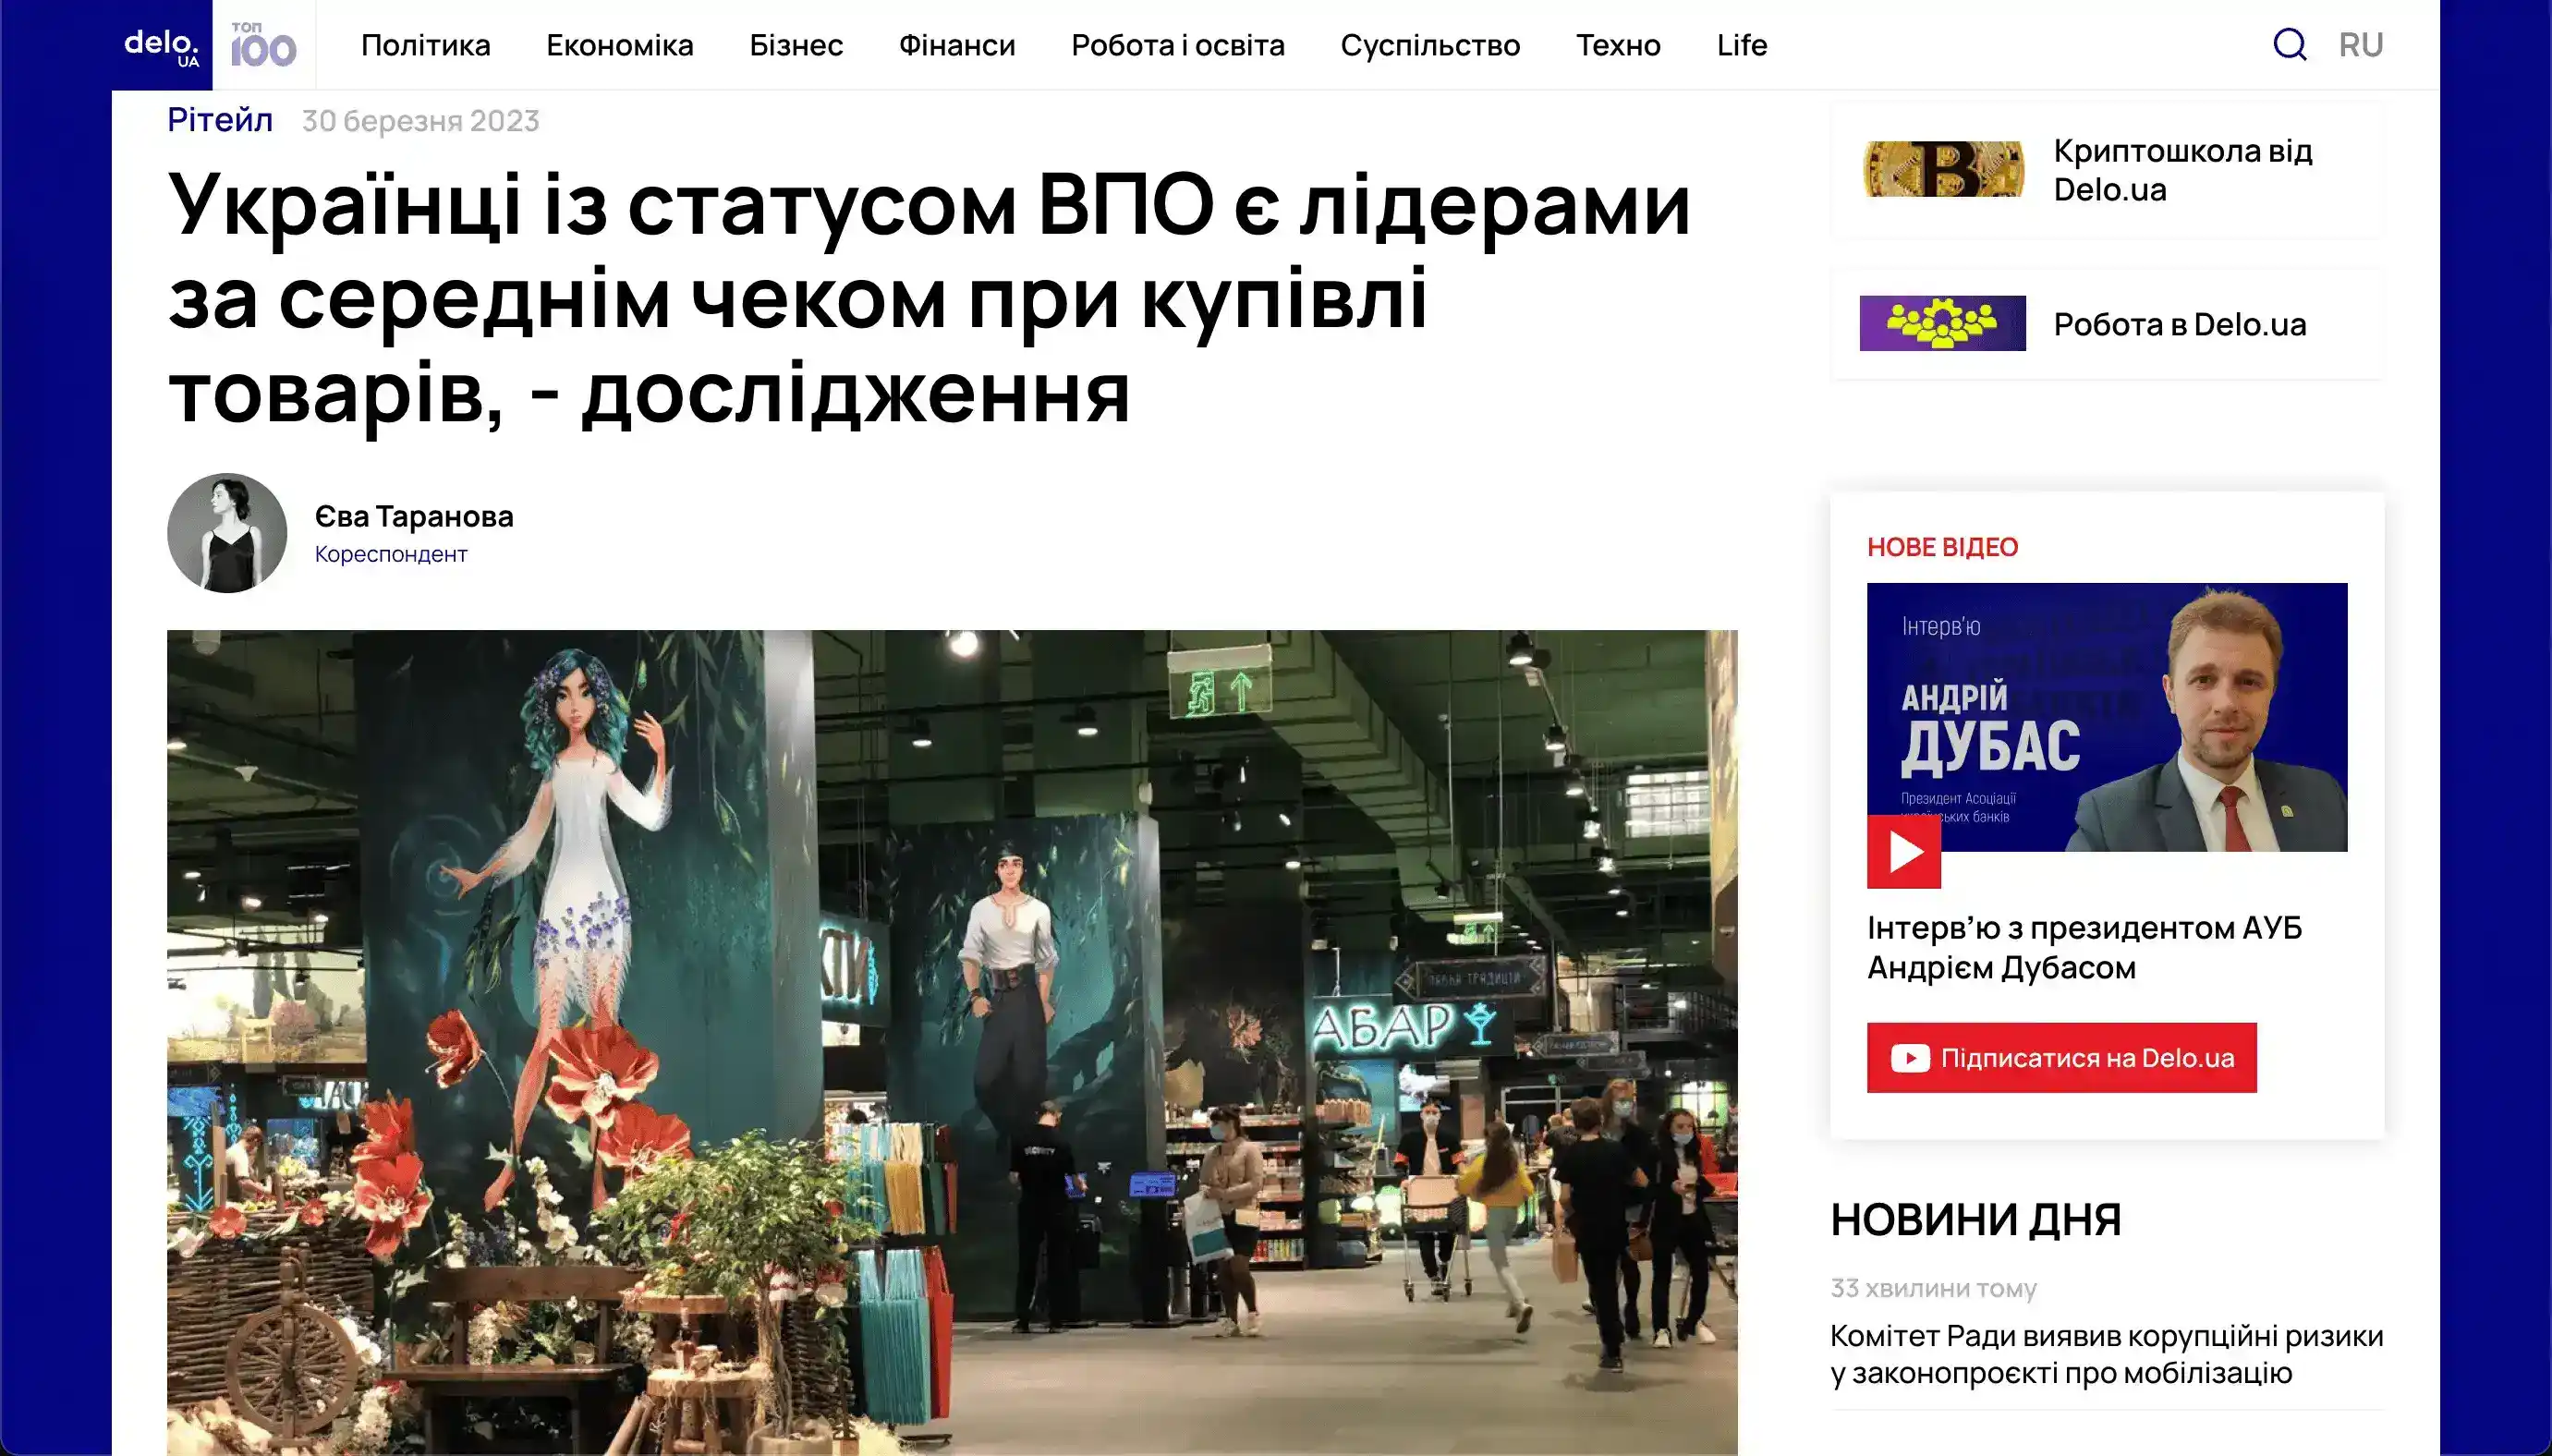 delo.
UA
ТОП
100
Політика Економіка Бізнес Фінанси Робота і освіта Суспільство Техно Life
RU
Рітейл 30 березня 2023
Українці із статусом ВПО є лідерами
за середнім чеком при купівлі
товарів, - дослідження
Єва Таранова
Кореспондент
АБАР
SECURITY
Криптошкола від
Delo.ua
Робота в Delo.ua
НОВЕ ВІДЕО
Інтерв'ю
АНДРІЙ
ДУБАС
Президент Асоціації
українських банків
Інтерв’ю з президентом АУБ
Андрієм Дубасом
Підписатися на Delo.ua
НОВИНИ ДНЯ
33 хвилини тому
Комітет Ради виявив корупційні ризики
у законопроєкті про мобілізацію